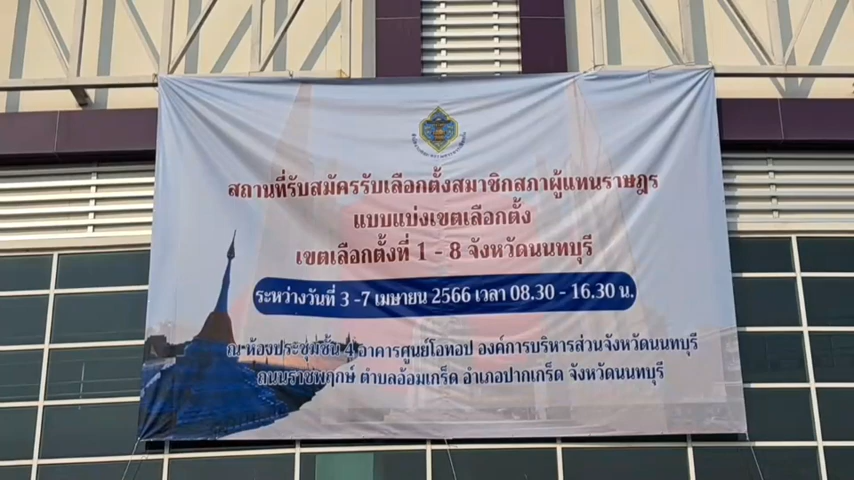 สถานที่รับสมัครรับเลือกตั้งสมาชิกสภาผู้แทนราษฎร
แบบแบ่งเขตเลือกตั้ง
เขตเลือกตั้งที่ 1 - 8 จังหวัดนนทบุรี
ระหว่างวันที่ 3 -7 เมษายน 2566 เวลา 08.30 - 16.30 น.
ณ ห้องประชุมชั้น 4 อาคารศูนย์โอทอป องค์การบริหารส่วนจังหวัดนนทบุรี
ถนนราชพฤกษ์ ตำบลอ้อมเกร็ด อำเภอปากเกร็ด จังหวัดนนทบุรี